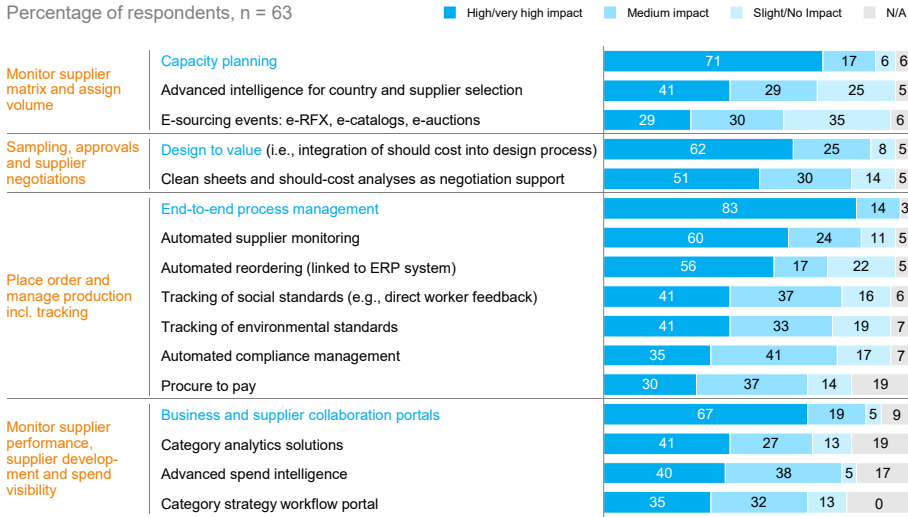 Percentage of respondents, n = 63
High/very high impact Medium impact Slight/No Impact N/A
Monitor supplier
matrix and assign
volume
Capacity planning 71 17 6 6
Advanced intelligence for country and supplier selection 41 29 25 5
E-sourcing events: e-RFX, e-catalogs, e-auctions 29 30 35 6
Sampling, approvals
and supplier
negotiations
Design to value (i.e., integration of should cost into design process) 62 25 8 5
Clean sheets and should-cost analyses as negotiation support 51 30 14 5
Place order and
manage production
incl. tracking
End-to-end process management 83 14 3
Automated supplier monitoring 60 24 11 5
Automated reordering (linked to ERP system) 56 17 22 5
Tracking of social standards (e.g., direct worker feedback) 41 37 16 6
Tracking of environmental standards 41 33 19 7
Automated compliance management 35 41 17 7
Procure to pay 30 37 14 19
Monitor supplier
performance,
supplier develop-
ment and spend
visibility
Business and supplier collaboration portals 67 19 5 9
Category analytics solutions 41 27 13 19
Advanced spend intelligence 40 38 5 17
Category strategy workflow portal 35 32 13 0